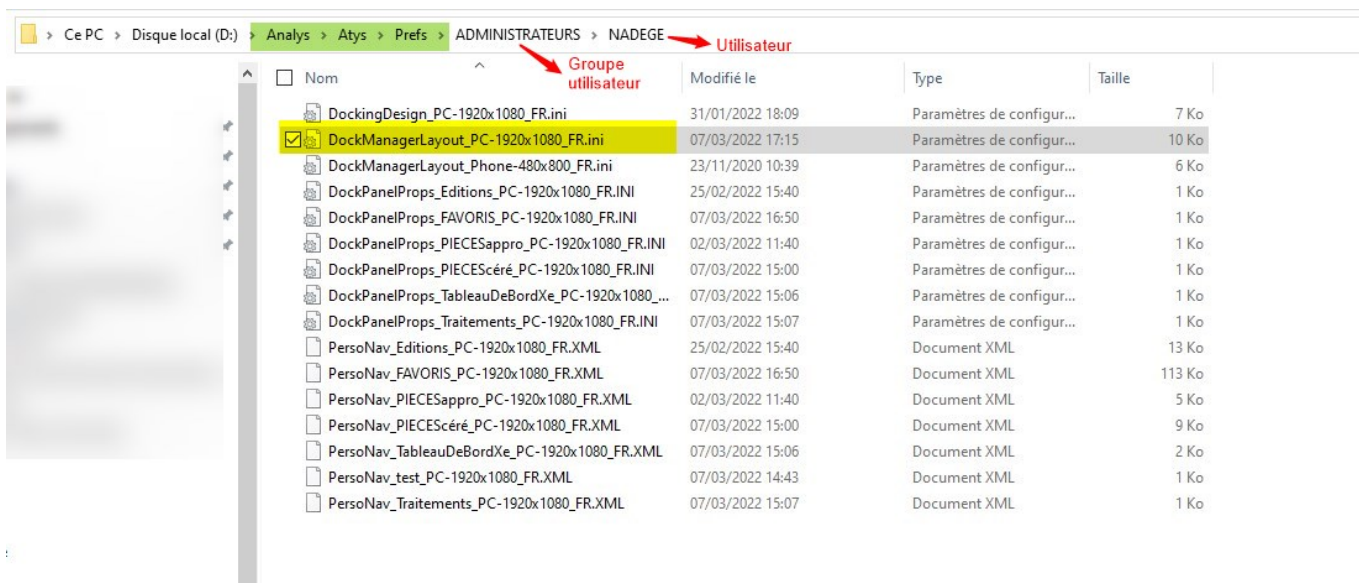 Ce PC > Disque local (D:) > Analys > Atys > Prefs > ADMINISTRATEURS > NADEGE
Utilisateur
Groupe
utilisateur
Nom Modifié le Type Taille
DockingDesign_PC-1920x1080_FR.ini 31/01/2022 18:09 Paramètres de configur... 7 Ko
DockManagerLayout_PC-1920x1080_FR.ini 07/03/2022 17:15 Paramètres de configur... 10 Ko
DockManagerLayout_Phone-480x800_FR.ini 23/11/2020 10:39 Paramètres de configur... 6 Ko
DockPanelProps_Editions_PC-1920x1080_FR.INI 25/02/2022 15:40 Paramètres de configur... 1 Ko
DockPanelProps_FAVORIS_PC-1920x1080_FR.INI 07/03/2022 16:50 Paramètres de configur... 1 Ko
DockPanelProps_PIECESappro_PC-1920x1080_FR.INI 02/03/2022 11:40 Paramètres de configur... 1 Ko
DockPanelProps_PIECEScéré_PC-1920x1080_FR.INI 07/03/2022 15:00 Paramètres de configur... 1 Ko
DockPanelProps_TableauDeBordXe_PC-1920x1080_... 07/03/2022 15:06 Paramètres de configur... 1 Ko
DockPanelProps_Traitements_PC-1920x1080_FR.INI 07/03/2022 15:07 Paramètres de configur... 1 Ko
PersoNav_Editions_PC-1920x1080_FR.XML 25/02/2022 15:40 Document XML 13 Ko
PersoNav_FAVORIS_PC-1920x1080_FR.XML 07/03/2022 16:50 Document XML 113 Ko
PersoNav_PIECESappro_PC-1920x1080_FR.XML 02/03/2022 11:40 Document XML 5 Ko
PersoNav_PIECEScéré_PC-1920x1080_FR.XML 07/03/2022 15:00 Document XML 9 Ko
PersoNav_TableauDeBordXe_PC-1920x1080_FR.XML 07/03/2022 15:06 Document XML 2 Ko
PersoNav_test_PC-1920x1080_FR.XML 07/03/2022 14:43 Document XML 1 Ko
PersoNav_Traitements_PC-1920x1080_FR.XML 07/03/2022 15:07 Document XML 1 Ko